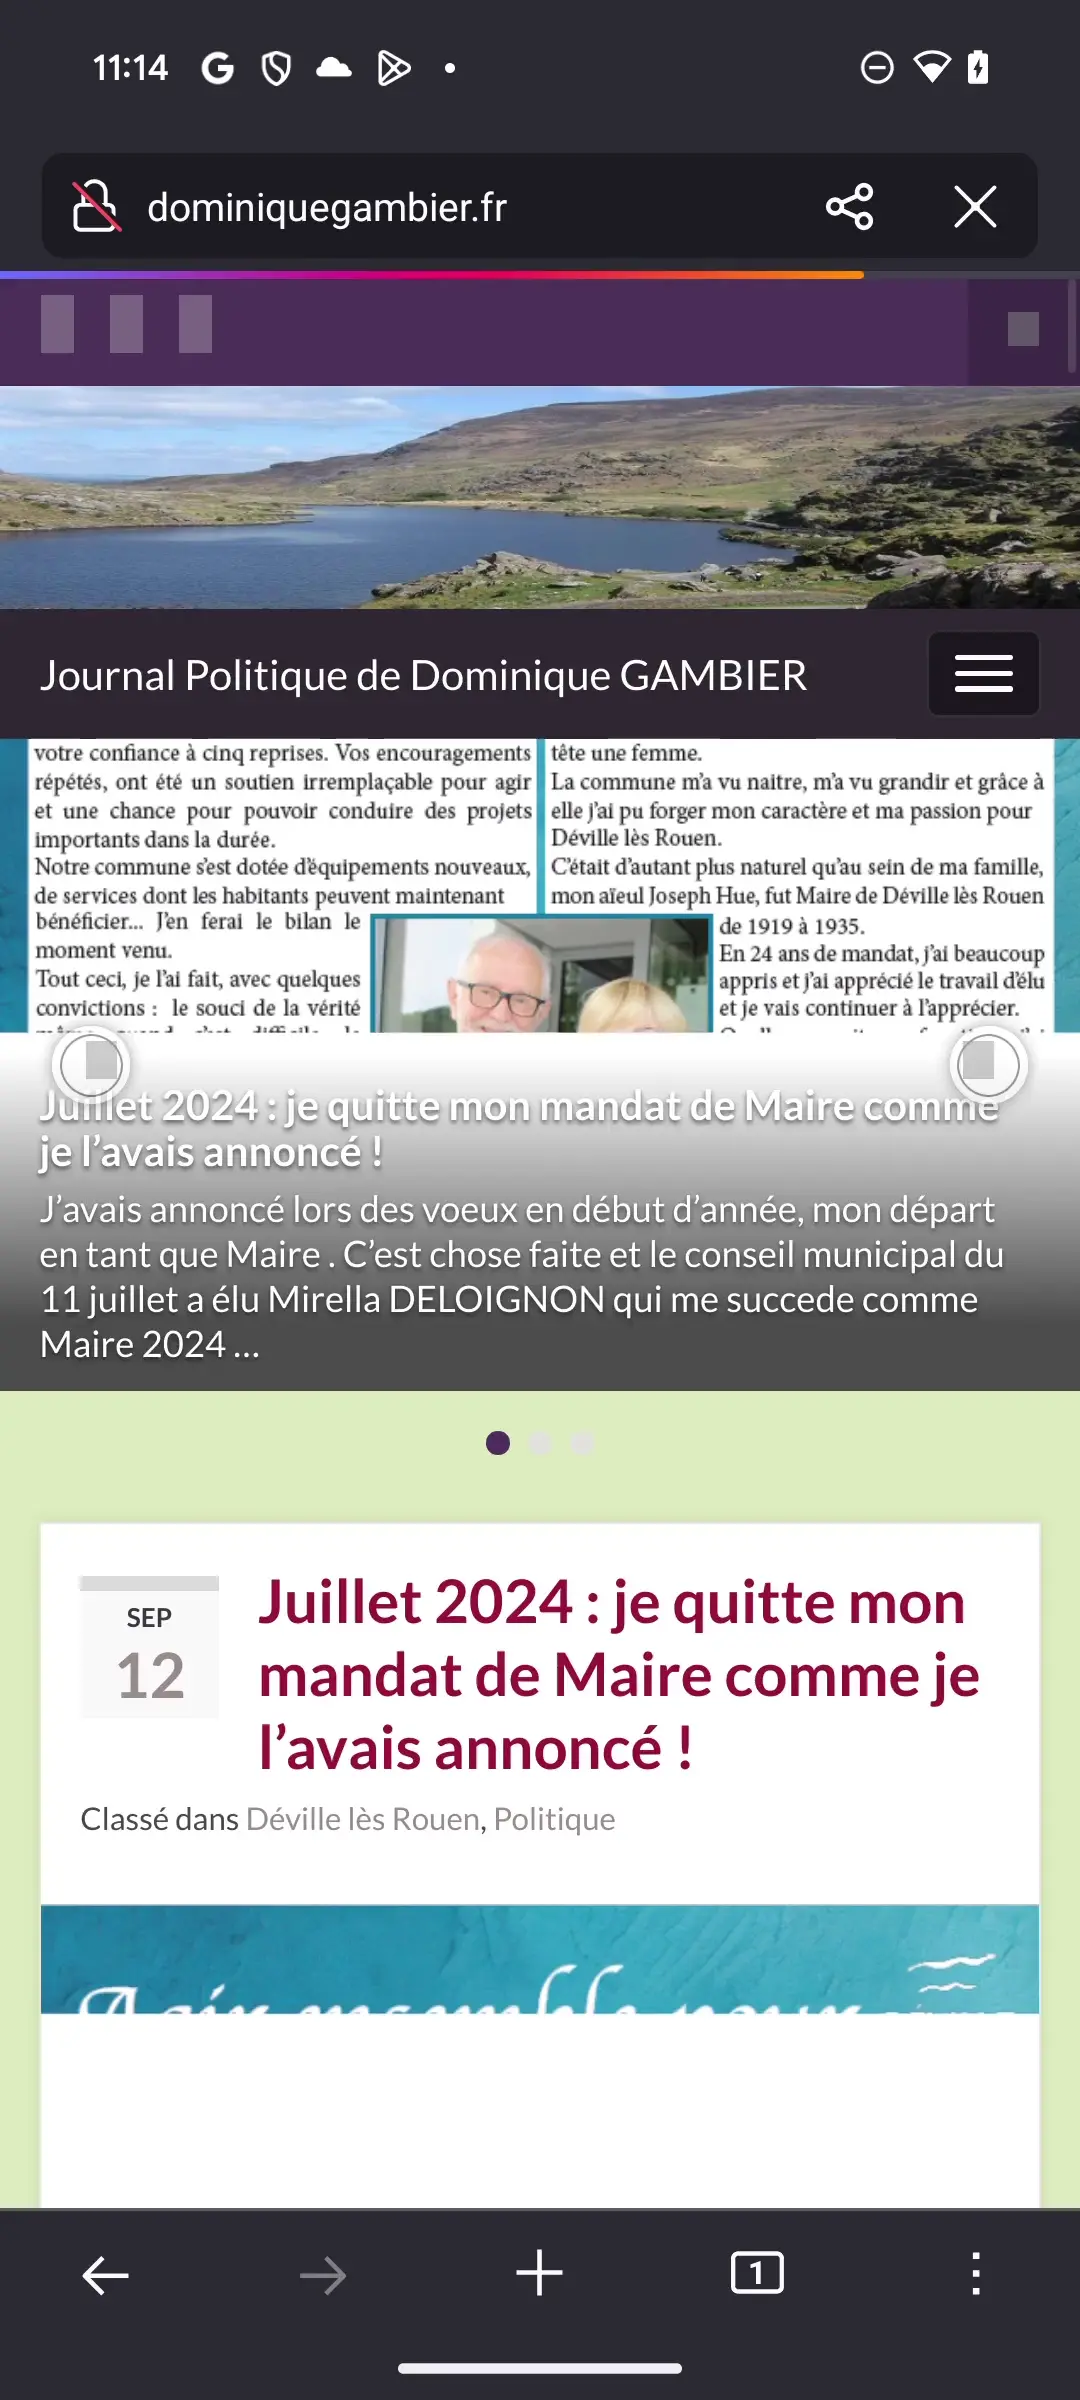 11:14
dominiquegambier.fr
Journal Politique de Dominique GAMBIER
votre confiance à cinq reprises. Vos encouragements
répétés, ont été un soutien irremplaçable pour agir
et une chance pour pouvoir conduire des projets
importants dans la durée.
Notre commune s'est dotée d'équipements nouveaux,
de services dont les habitants peuvent maintenant
bénéficier... J'en ferai le bilan le
moment venu.
Tout ceci, je l'ai fait, avec quelques
convictions : le souci de la vérité
tête une femme.
La commune m'a vu naitre, m'a vu grandir et grâce à
elle j'ai pu forger mon caractère et ma passion pour
Déville lès Rouen.
C'était d'autant plus naturel qu'au sein de ma famille,
mon aïeul Joseph Hue, fut Maire de Déville lès Rouen
de 1919 à 1935.
En 24 ans de mandat, j'ai beaucoup
appris et j'ai apprécié le travail d'élu
et je vais continuer à l'apprécier.
Juillet 2024 : je quitte mon mandat de Maire comme
je l’avais annoncé !
J’avais annoncé lors des voeux en début d’année, mon départ
en tant que Maire . C’est chose faite et le conseil municipal du
11 juillet a élu Mirella DELOIGNON qui me succede comme
Maire 2024 ...
SEP
12
Juillet 2024 : je quitte mon
mandat de Maire comme je
l’avais annoncé !
Classé dans Déville lès Rouen, Politique
Agir ensemble pour
1